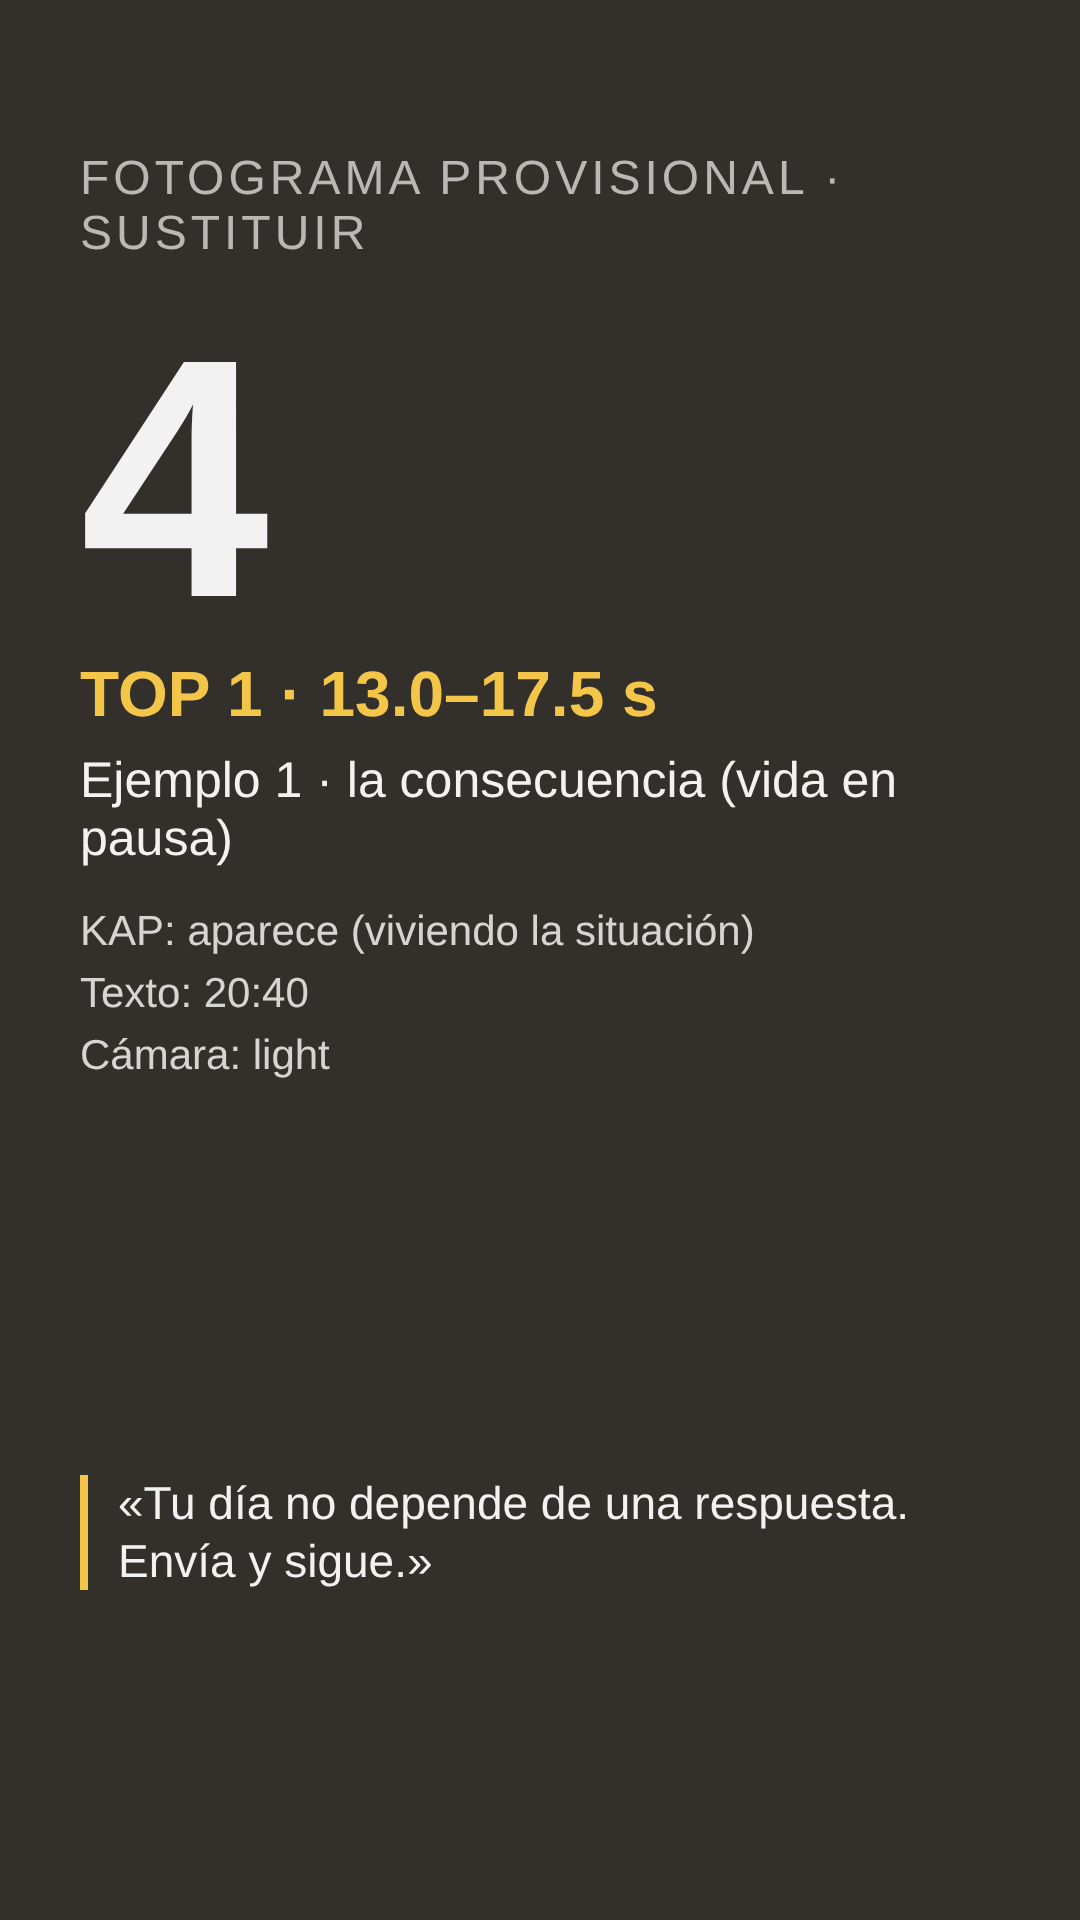 FOTOGRAMA PROVISIONAL ·
SUSTITUIR
4
TOP 1 · 13.0–17.5 s
Ejemplo 1 · la consecuencia (vida en
pausa)
KAP: aparece (viviendo la situación)
Texto: 20:40
Cámara: light
«Tu día no depende de una respuesta.
Envía y sigue.»